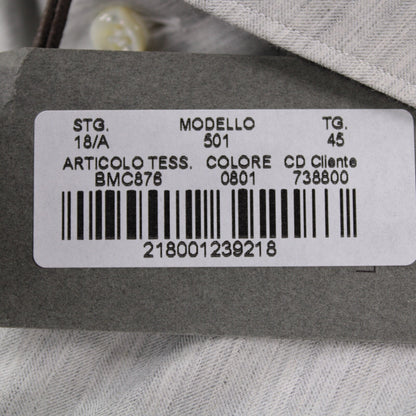 STG. MODELLO TG.
18/A 501 45
ARTICOLO TESS. COLORE CD Cliente
BMC876 0801 738800
218001239218